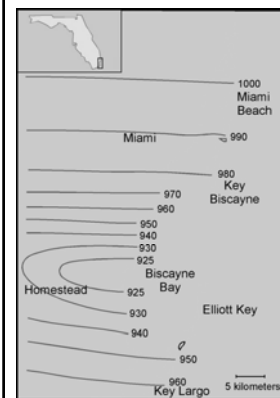 1000
Miami
Beach
Miami
990
980
Key
Biscayne
970
960
950
940
930
925
Biscayne
Bay
Homestead
925
930
Elliott Key
940
950
5 kilometers
960
Key Largo